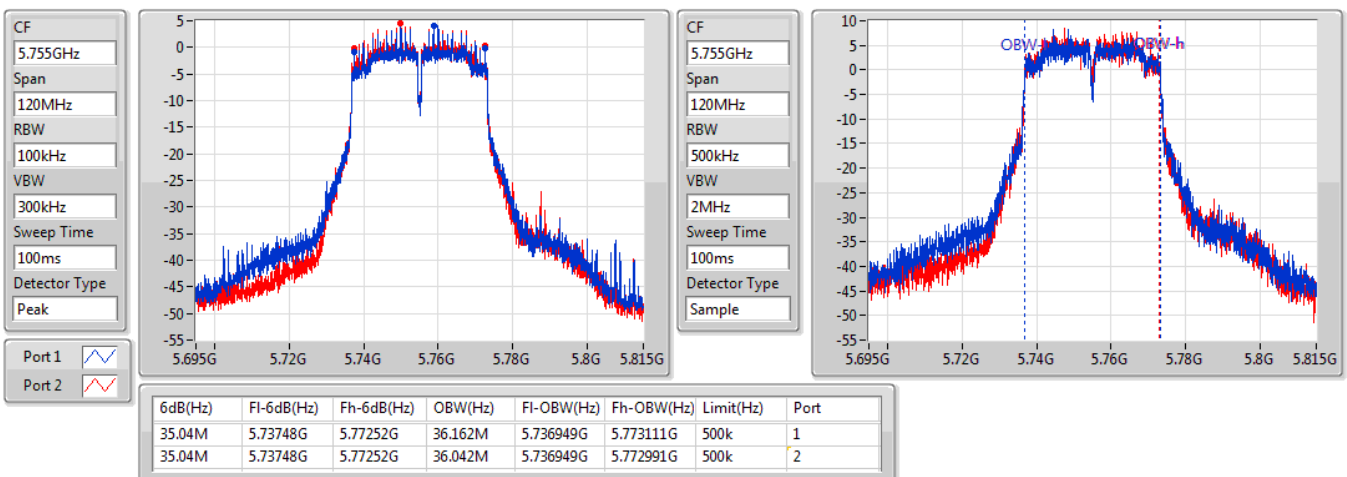 CF
5.755GHz
Span
120MHz
RBW
100kHz
VBW
300kHz
Sweep Time
100ms
Detector Type
Peak
Port 1
Port 2
5
0
-5
-10
-15
-20
-25
-30
-35
-40
-45
-50
-55
5.695G 5.72G 5.74G 5.76G 5.78G 5.8G 5.815G
CF
5.755GHz
Span
120MHz
RBW
500kHz
VBW
2MHz
Sweep Time
100ms
Detector Type
Sample
10
5
0
-5
-10
-15
-20
-25
-30
-35
-40
-45
-50
-55
OBW OBW-h
5.695G 5.72G 5.74G 5.76G 5.78G 5.8G 5.815G
6dB(Hz) Fl-6dB(Hz) Fh-6dB(Hz) OBW(Hz) Fl-OBW(Hz) Fh-OBW(Hz) Limit(Hz) Port
35.04M 5.73748G 5.77252G 36.162M 5.736949G 5.773111G 500k 1
35.04M 5.73748G 5.77252G 36.042M 5.736949G 5.772991G 500k 2